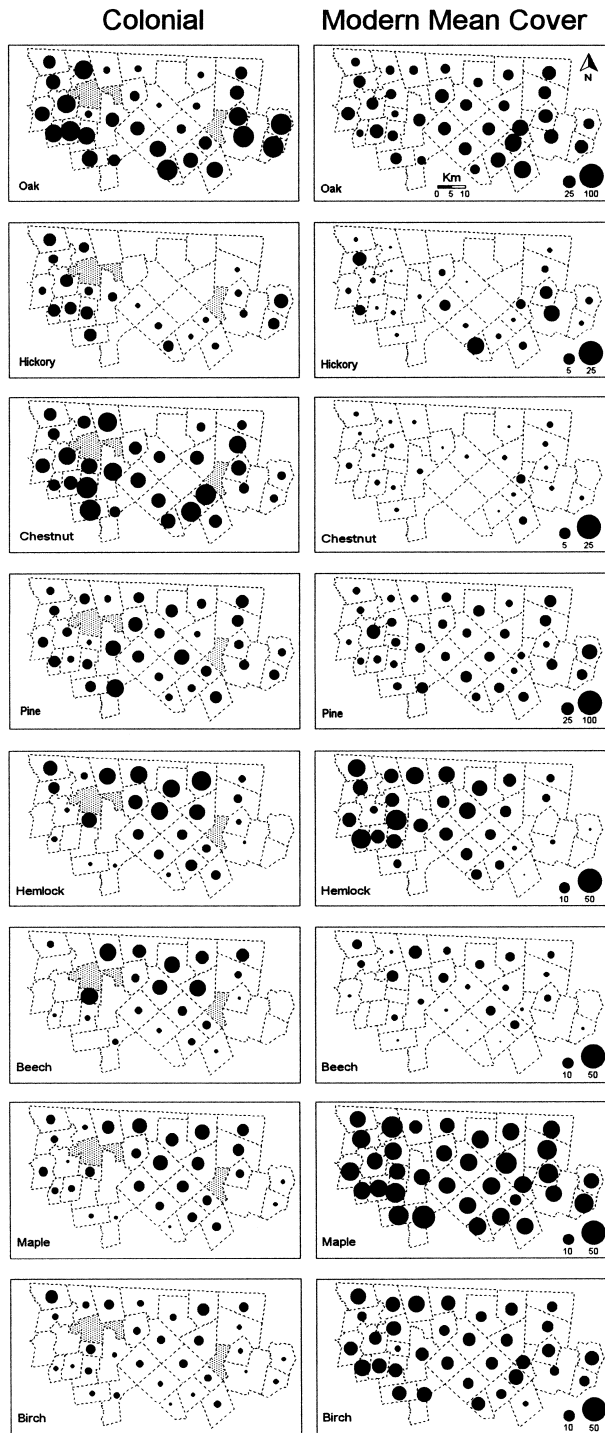 Colonial Modern Mean Cover
N
Km
0 5 10
Oak Oak
25 100
Hickory Hickory
5 25
Chestnut Chestnut
5 25
Pine Pine
25 100
Hemlock Hemlock
10 50
Beech Beech
10 50
Maple Maple
10 50
Birch Birch
10 50